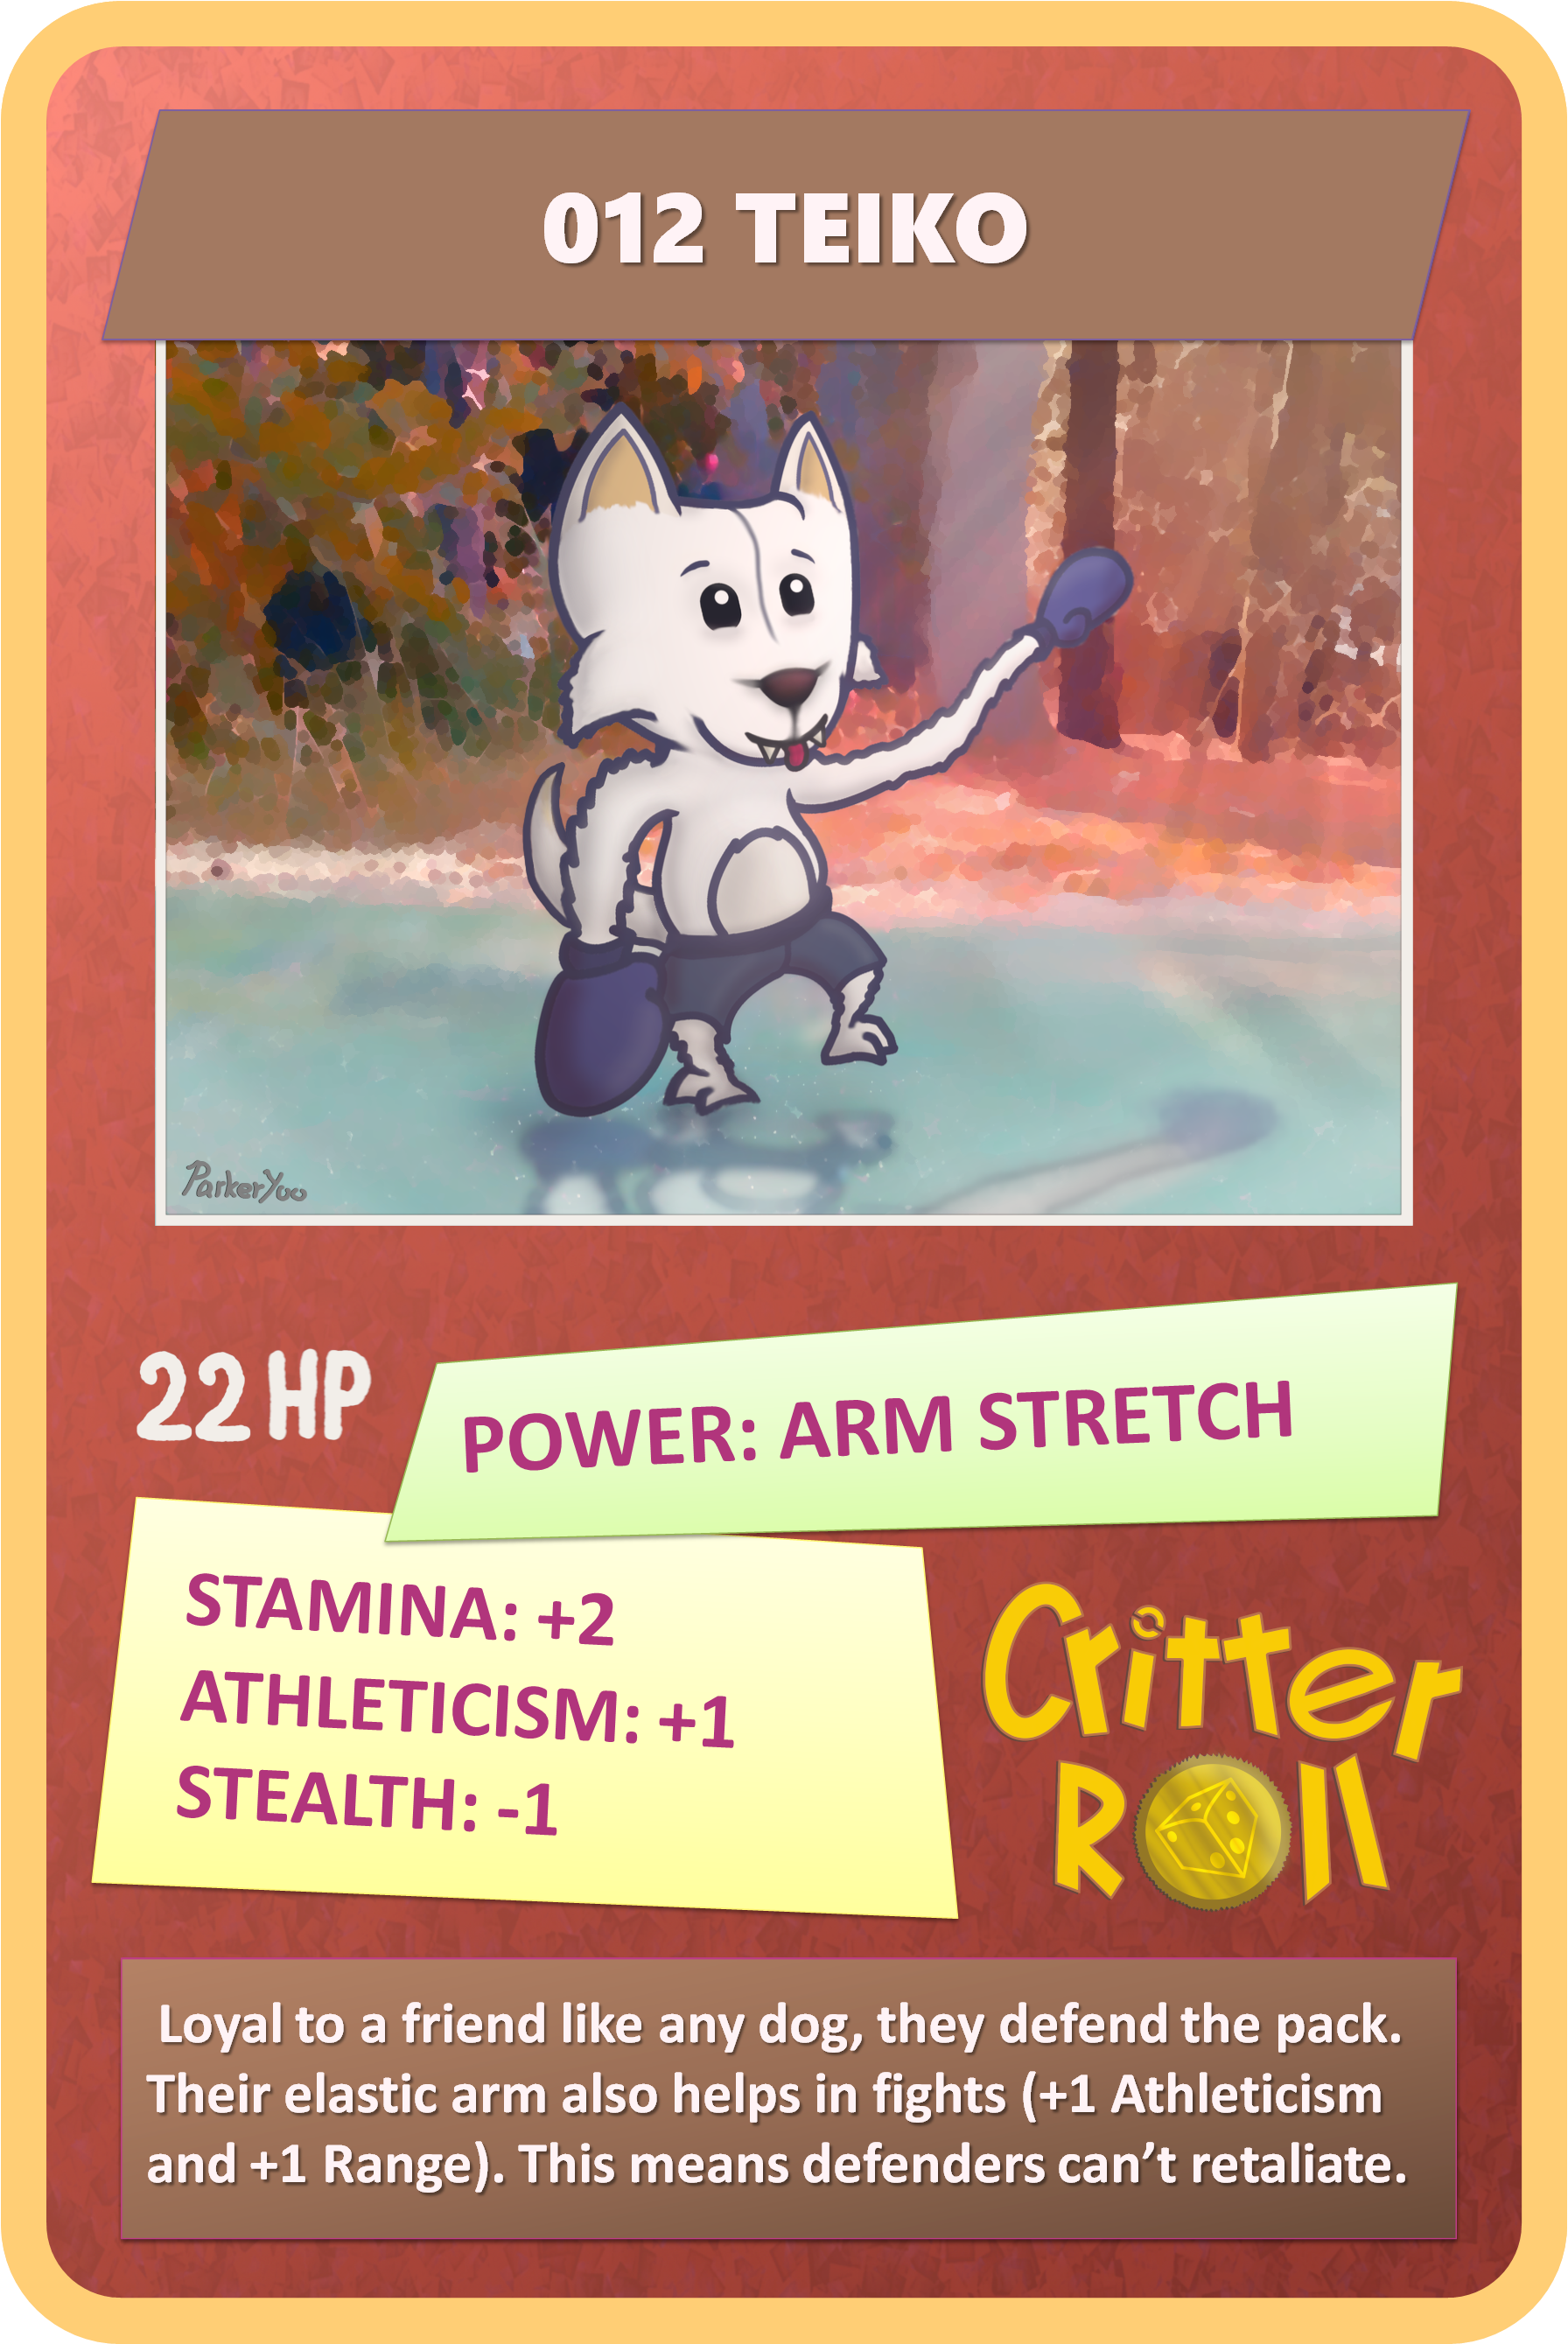 012 TEIKO
ParkerYoo
22 HP
POWER: ARM STRETCH
STAMINA: +2
ATHLETICISM: +1
STEALTH: -1
Critter
Roll
Loyal to a friend like any dog, they defend the pack.
Their elastic arm also helps in fights (+1 Athleticism
and +1 Range). This means defenders can’t retaliate.